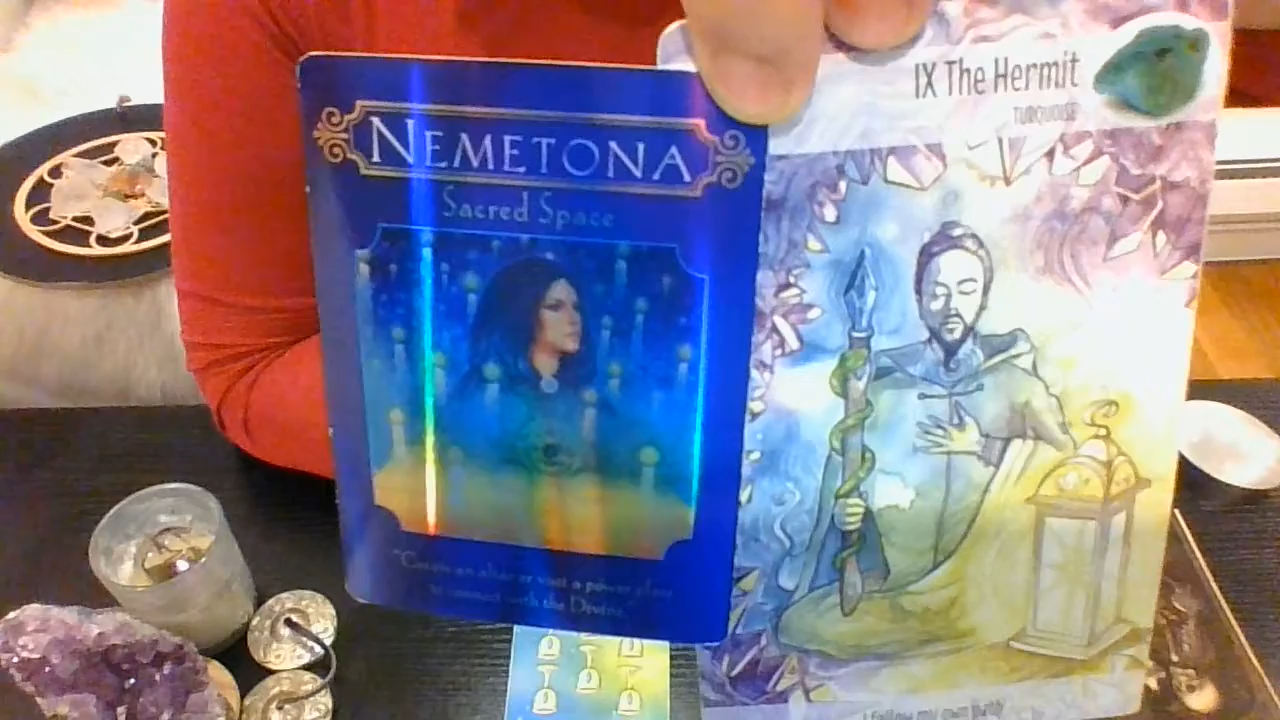 NEMETONA
Sacred Space
"Create an altar or visit a power place
to connect with the Divine."
IX The Hermit
TURQUOISE
I follow my own path